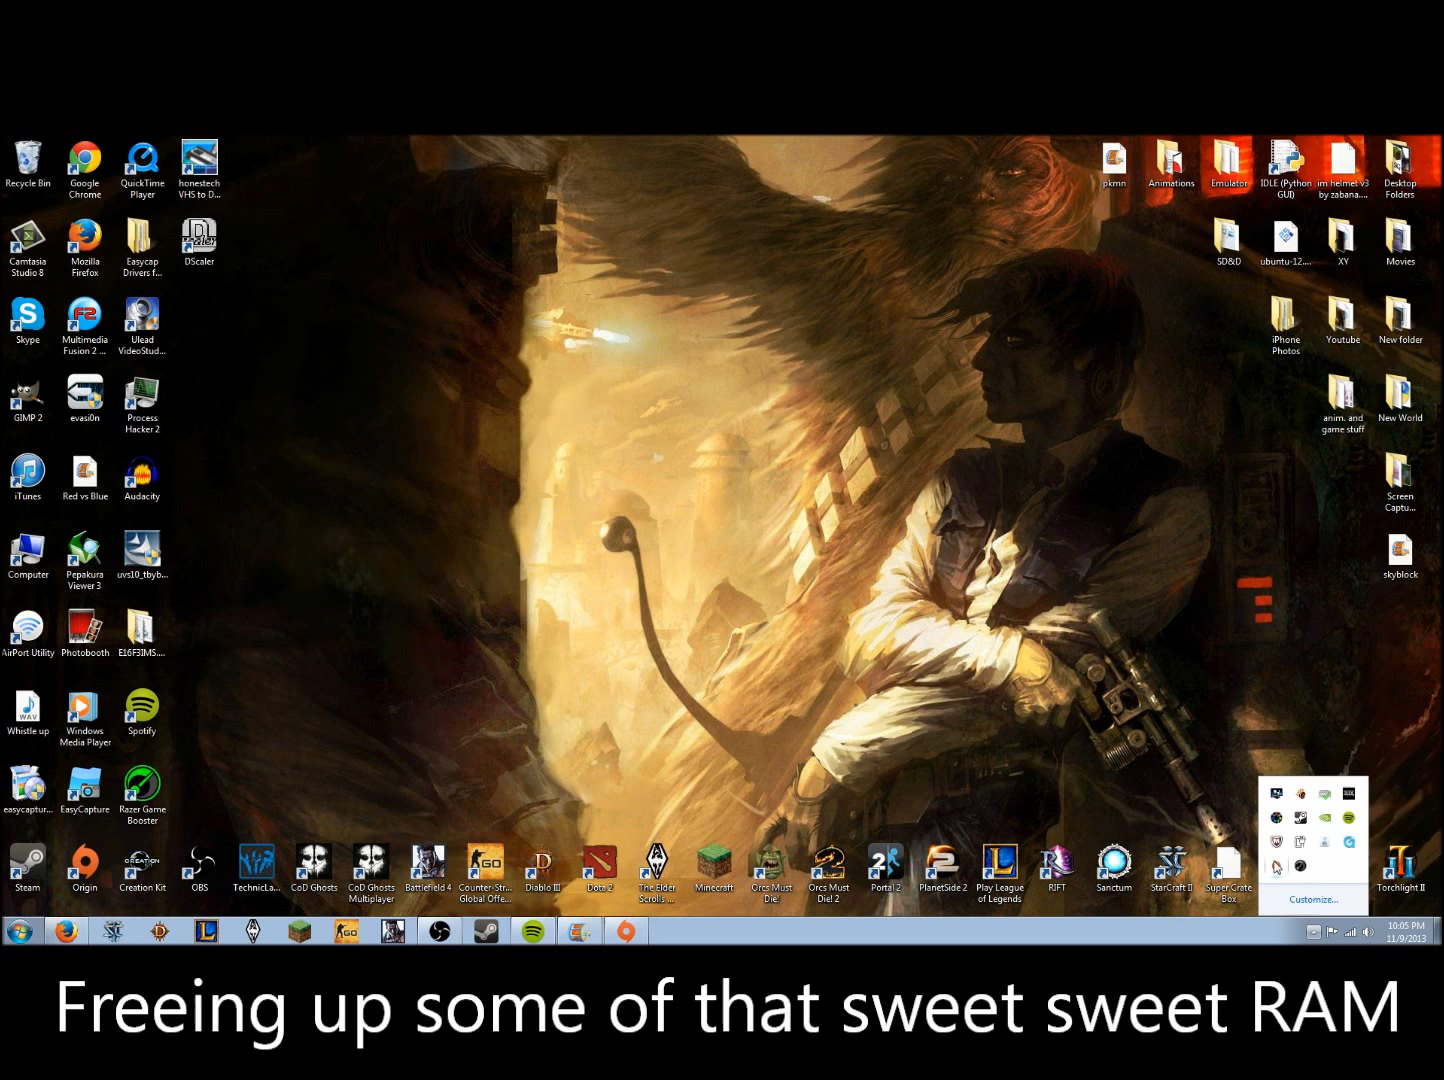 Recycle Bin
Google Chrome
QuickTime Player
honestech VHS to D...
pkmn
Animations
Emulator
IDLE (Python GUI)
im helmet v3 by zabana....
Desktop Folders
Camtasia Studio 8
Mozilla Firefox
Easycap Drivers f...
DScaler
SD&D
ubuntu-12....
XY
Movies
Skype
Multimedia Fusion 2 ...
Ulead VideoStud...
iPhone Photos
Youtube
New folder
GIMP 2
evasi0n
Process Hacker 2
anim. and game stuff
New World
iTunes
Red vs Blue
Audacity
Screen Captu...
Computer
Pepakura Viewer 3
uvs10_tbyb...
skyblock
AirPort Utility
Photobooth
E16F3IMS....
WAV
Whistle up
Windows Media Player
Spotify
easycaptur...
EasyCapture
Razer Game Booster
Steam
Origin
CREATION
Creation Kit
OBS
TechnicLa...
CoD Ghosts
CoD Ghosts Multiplayer
Battlefield 4
GO
Counter-Str... Global Offe...
Diablo III
Dota 2
The Elder Scrolls ...
Minecraft
Orcs Must Die!
Orcs Must Die! 2
Portal 2
PlanetSide 2
Play League of Legends
RIFT
Sanctum
StarCraft II
Super Crate Box
Customize...
Torchlight II
10:05 PM
11/9/2013
Freeing up some of that sweet sweet RAM